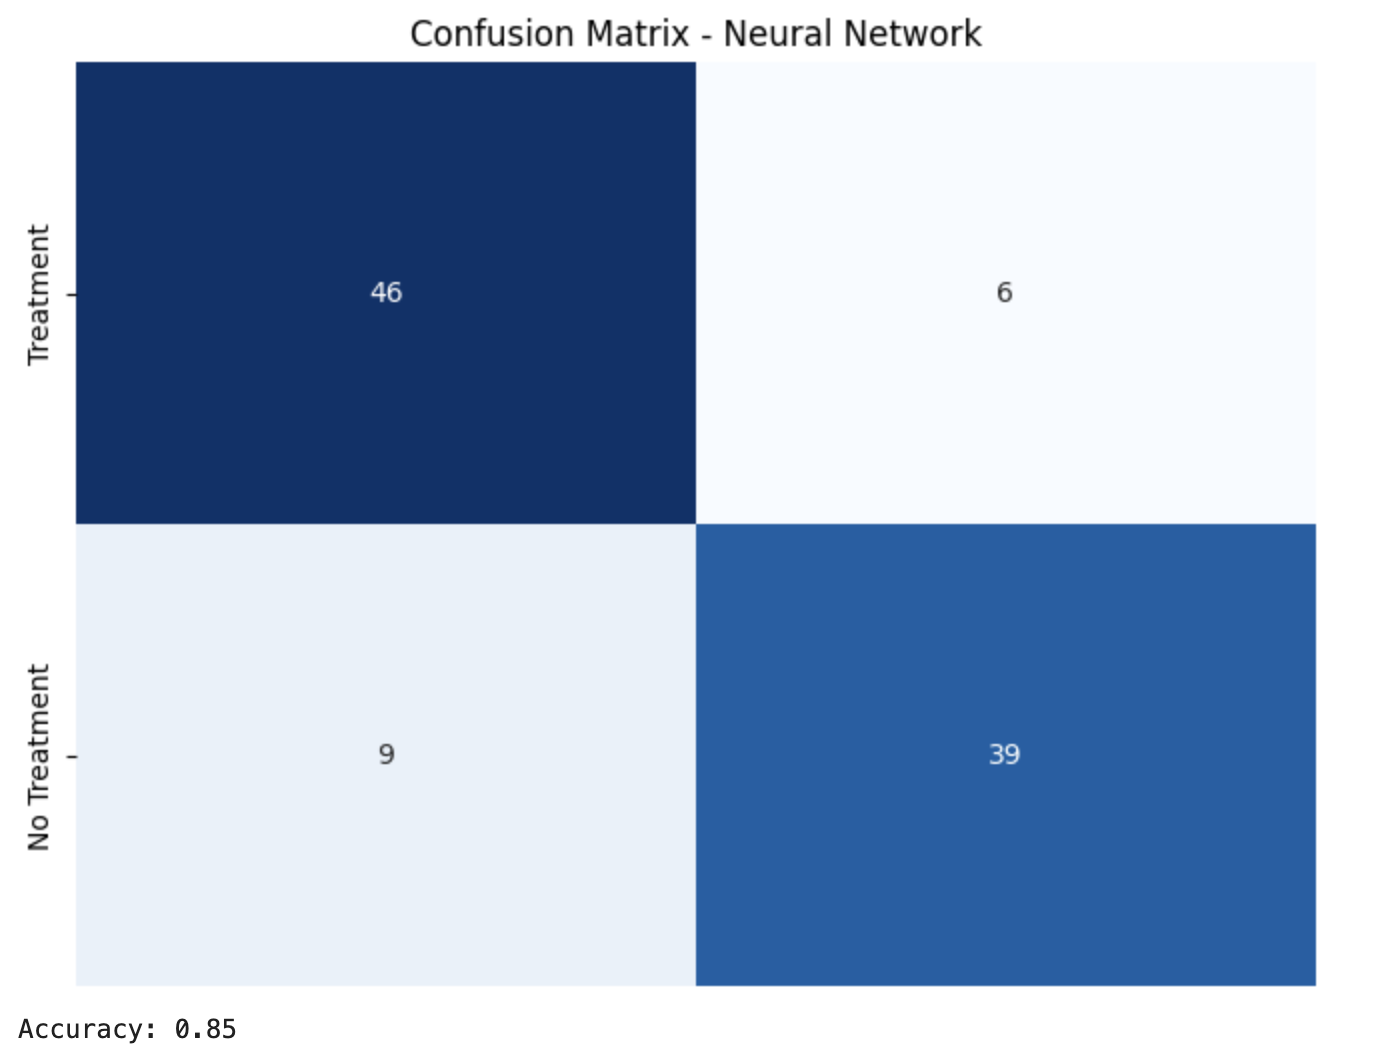 Confusion Matrix - Neural Network
Treatment
46
6
No Treatment
9
39
Accuracy: 0.85